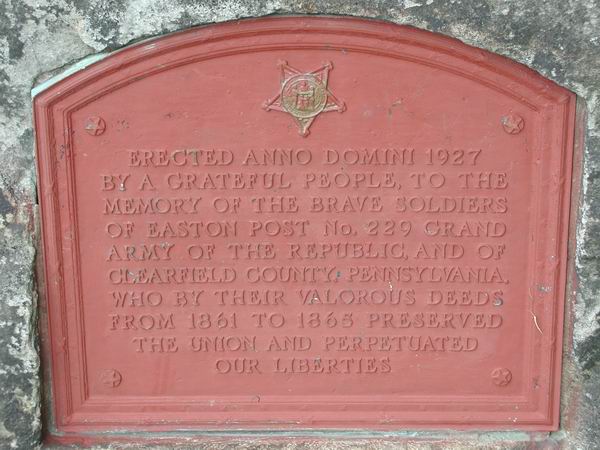 ERECTED ANNO DOMINI 1927
BY A GRATEFUL PEOPLE, TO THE
MEMORY OF THE BRAVE SOLDIERS
OF EASTON POST No. 229 GRAND
ARMY OF THE REPUBLIC, AND OF
CLEARFIELD COUNTY, PENNSYLVANIA,
WHO BY THEIR VALOROUS DEEDS
FROM 1861 TO 1865 PRESERVED
THE UNION AND PERPETUATED
OUR LIBERTIES